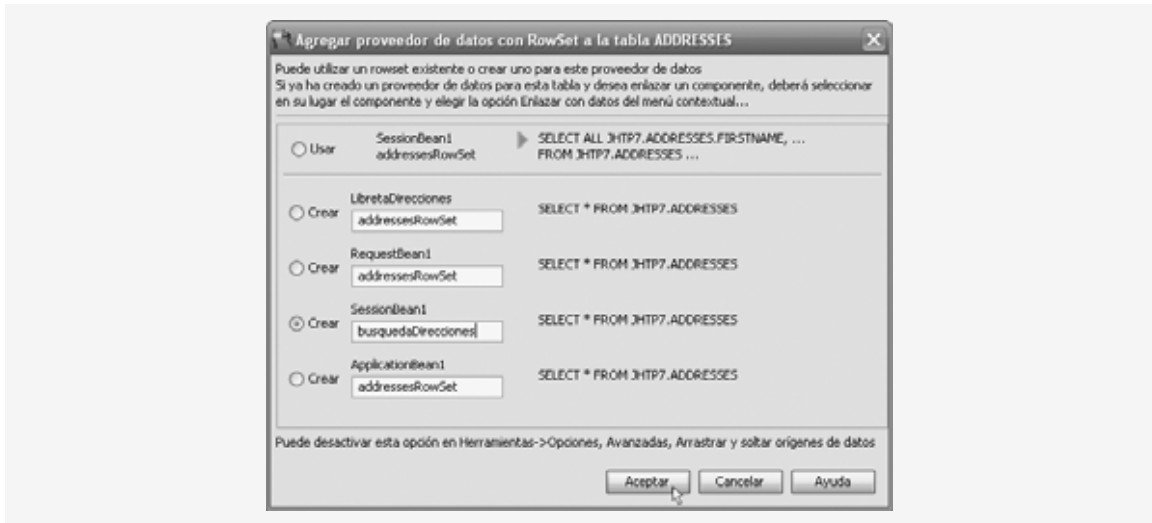 Agregar proveedor de datos con RowSet a la tabla ADDRESSES
Puede utilizar un rowset existente o crear uno para este proveedor de datos
Si ya ha creado un proveedor de datos para esta tabla y desea enlazar un componente, deberá seleccionar
en su lugar el componente y elegir la opción Enlazar con datos del menú contextual...
Usar SessionBean1 SELECT ALL JHTP7.ADDRESSES.FIRSTNAME, ...
addressesRowSet FROM JHTP7.ADDRESSES ...
LibretaDirecciones
Crear addressesRowSet SELECT * FROM JHTP7.ADDRESSES
RequestBean1
Crear addressesRowSet SELECT * FROM JHTP7.ADDRESSES
SessionBean1
Crear busquedaDirecciones SELECT * FROM JHTP7.ADDRESSES
ApplicationBean1
Crear addressesRowSet SELECT * FROM JHTP7.ADDRESSES
Puede desactivar esta opción en Herramientas->Opciones, Avanzadas, Arrastrar y soltar orígenes de datos
Aceptar Cancelar Ayuda